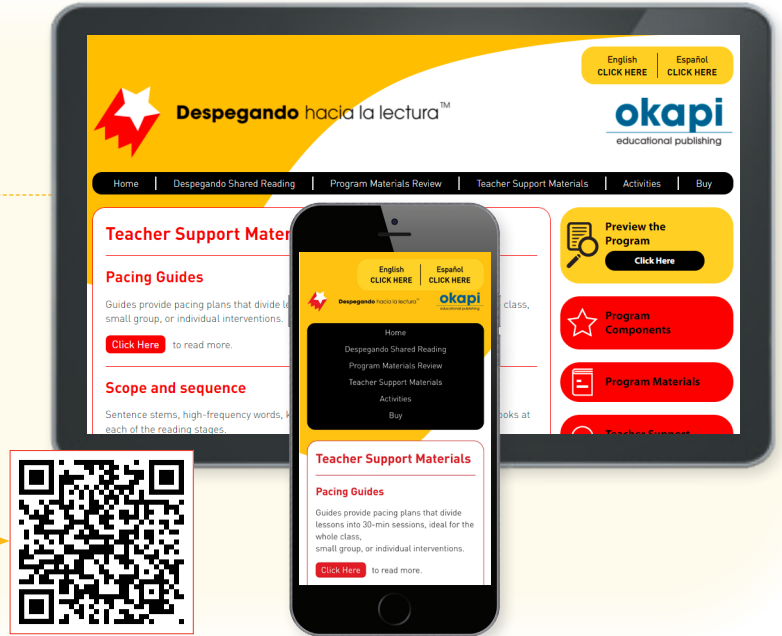 English Español
CLICK HERE CLICK HERE
Despegando hacia la lectura™
okapi
educational publishing
Home Despegando Shared Reading Program Materials Review Teacher Support Materials Activities Buy
Teacher Support Mater
Pacing Guides
Guides provide pacing plans that divide le
class,
small group, or individual interventions.
Click Here to read more.
Scope and sequence
Sentence stems, high-frequency words, k
ooks at
each of the reading stages.
Preview the
Program
Click Here
Program
Components
Program Materials
Teacher Support
English Español
CLICK HERE CLICK HERE
Despegando hacia la lectura™
okapi
educational publishing
Home
Despegando Shared Reading
Program Materials Review
Teacher Support Materials
Activities
Buy
Teacher Support Materials
Pacing Guides
Guides provide pacing plans that divide
lessons into 30-min sessions, ideal for the
whole class,
small group, or individual interventions.
Click Here to read more.